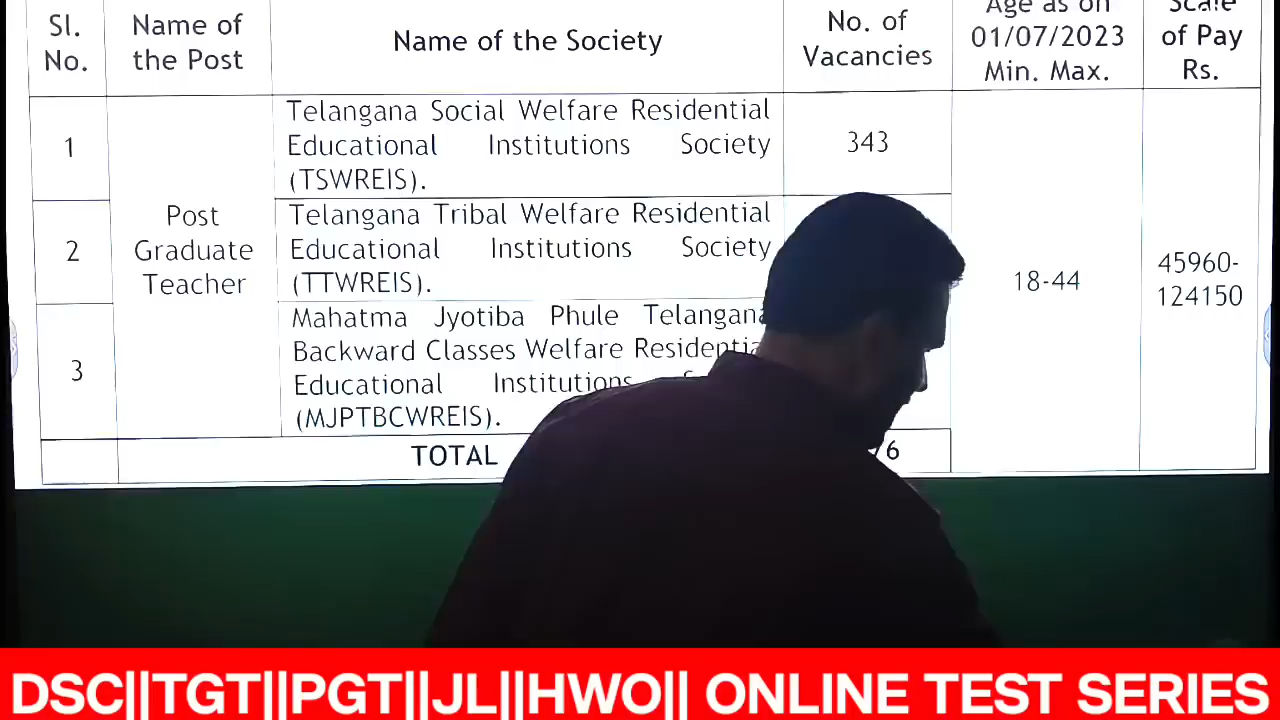 Sl. No.
Name of the Post
Name of the Society
No. of Vacancies
Age as on 01/07/2023 Min. Max.
Scale of Pay Rs.
1
Post Graduate Teacher
Telangana Social Welfare Residential
Educational Institutions Society
(TSWREIS).
343
18-44
45960-
124150
2
Telangana Tribal Welfare Residential
Educational Institutions Society
(TTWREIS).
3
Mahatma Jyotiba Phule Telangana
Backward Classes Welfare
Educational Institutions
(MJPTBCWREIS).
TOTAL
DSC||TGT||PGT||JL||HWO|| ONLINE TEST SERIES